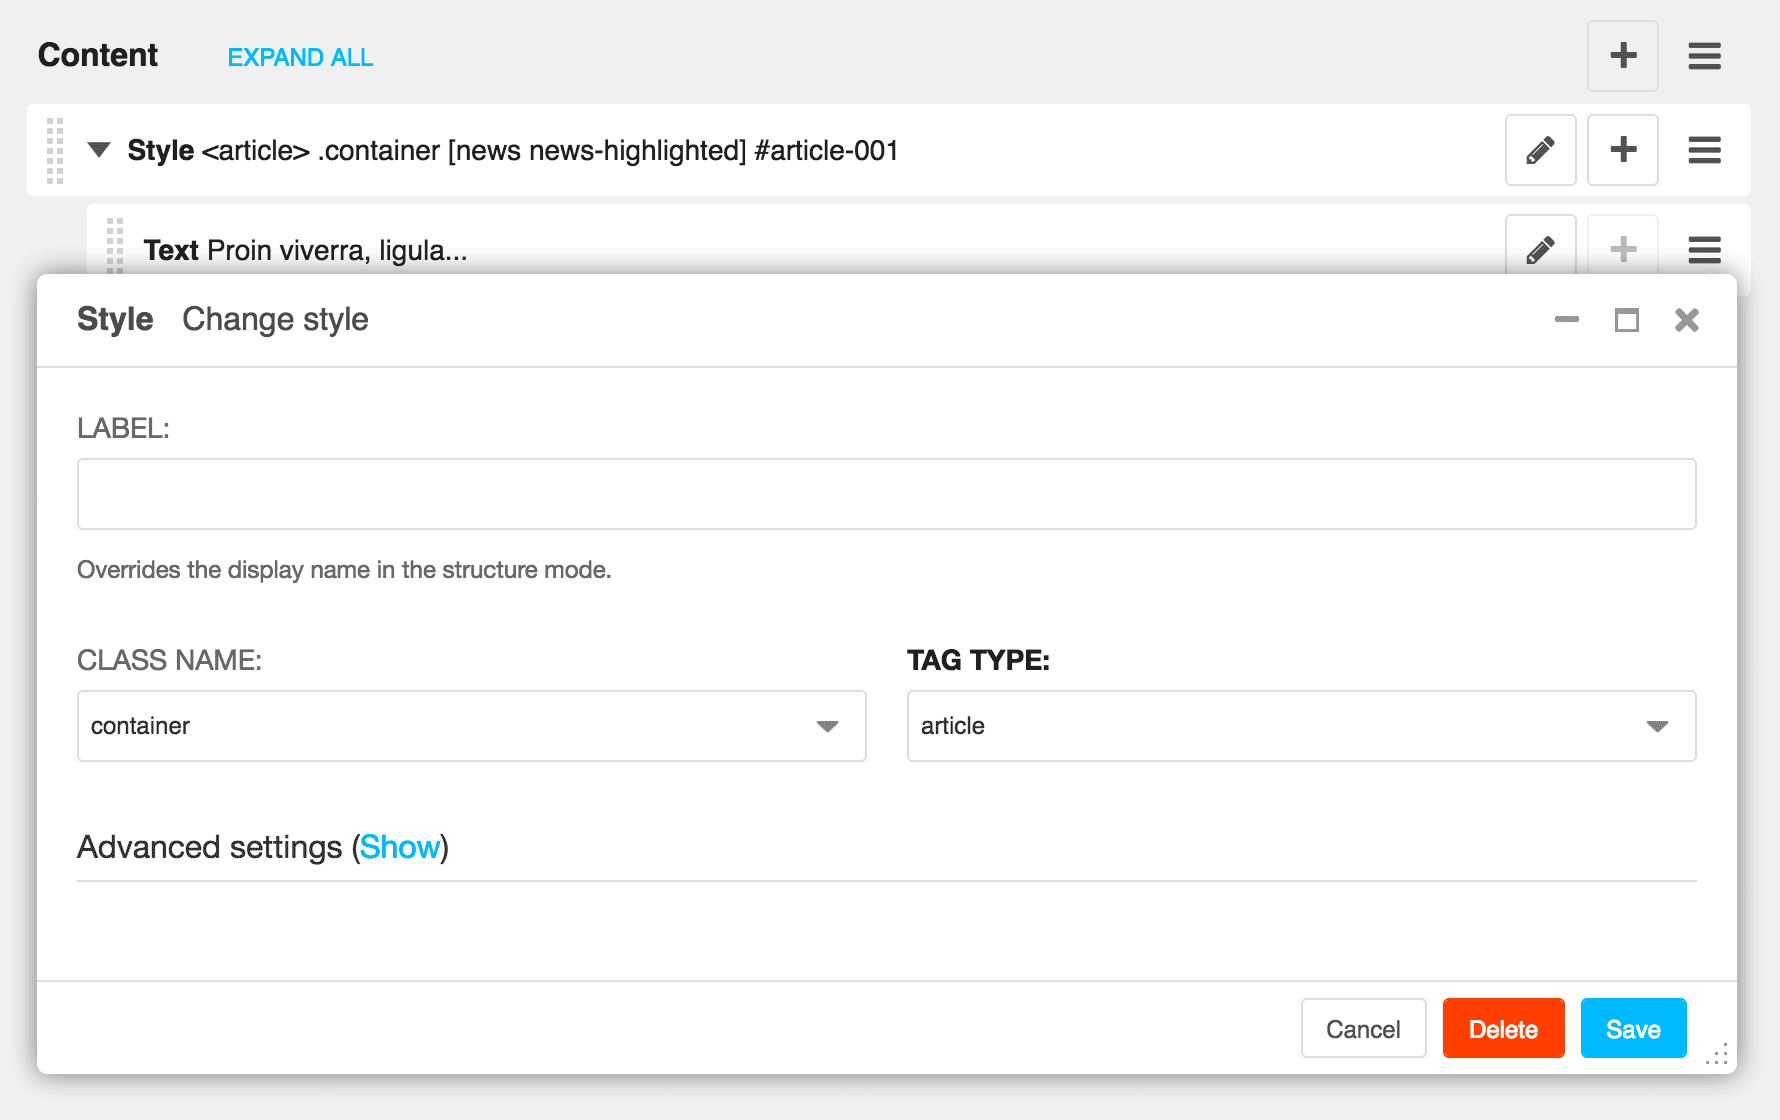 Content EXPAND ALL
Style <article> .container [news news-highlighted] #article-001
Text Proin viverra, ligula...
Style Change style
LABEL:
Overrides the display name in the structure mode.
CLASS NAME: TAG TYPE:
container article
Advanced settings (Show)
Cancel Delete Save